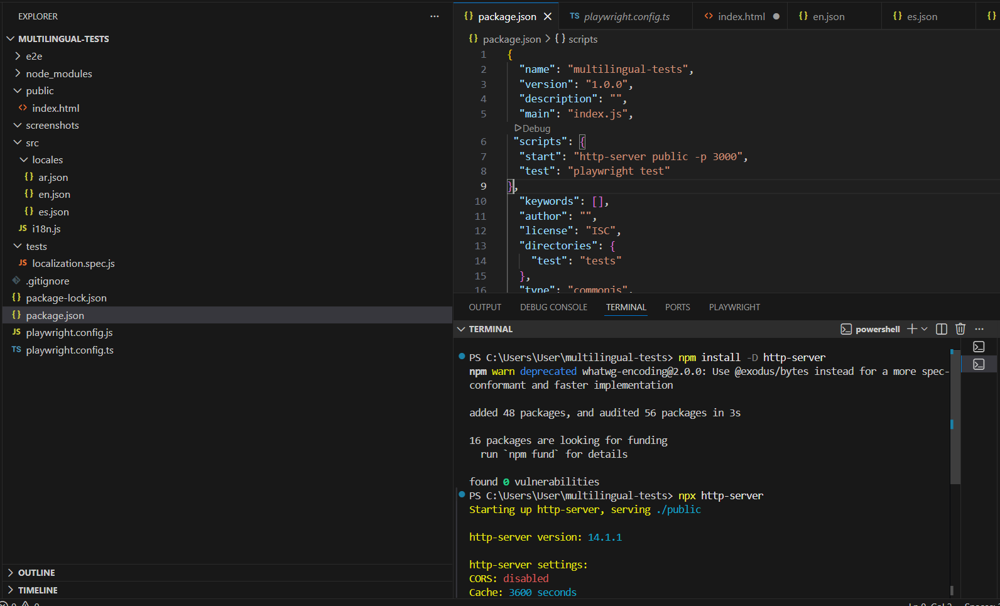 EXPLORER
MULTILINGUAL-TESTS
e2e
node_modules
public
index.html
screenshots
src
locales
ar.json
en.json
es.json
i18n.js
tests
localization.spec.js
.gitignore
package-lock.json
package.json
playwright.config.js
playwright.config.ts
OUTLINE
TIMELINE
package.json
playwright.config.ts
index.html
en.json
es.json
package.json > {} scripts
1 {
2 "name": "multilingual-tests",
3 "version": "1.0.0",
4 "description": "",
5 "main": "index.js",
Debug
6 "scripts": {
7 "start": "http-server public -p 3000",
8 "test": "playwright test"
9 },
10 "keywords": [],
11 "author": "",
12 "license": "ISC",
13 "directories": {
14 "test": "tests"
15 },
16 "type": "commonjs",
OUTPUT DEBUG CONSOLE TERMINAL PORTS PLAYWRIGHT
TERMINAL
powershell
PS C:\Users\User\multilingual-tests> npm install -D http-server
npm warn deprecated whatwg-encoding@2.0.0: Use @exodus/bytes instead for a more spec-
conformant and faster implementation
added 48 packages, and audited 56 packages in 3s
16 packages are looking for funding
run `npm fund` for details
found 0 vulnerabilities
PS C:\Users\User\multilingual-tests> npx http-server
Starting up http-server, serving ./public
http-server version: 14.1.1
http-server settings:
CORS: disabled
Cache: 3600 seconds